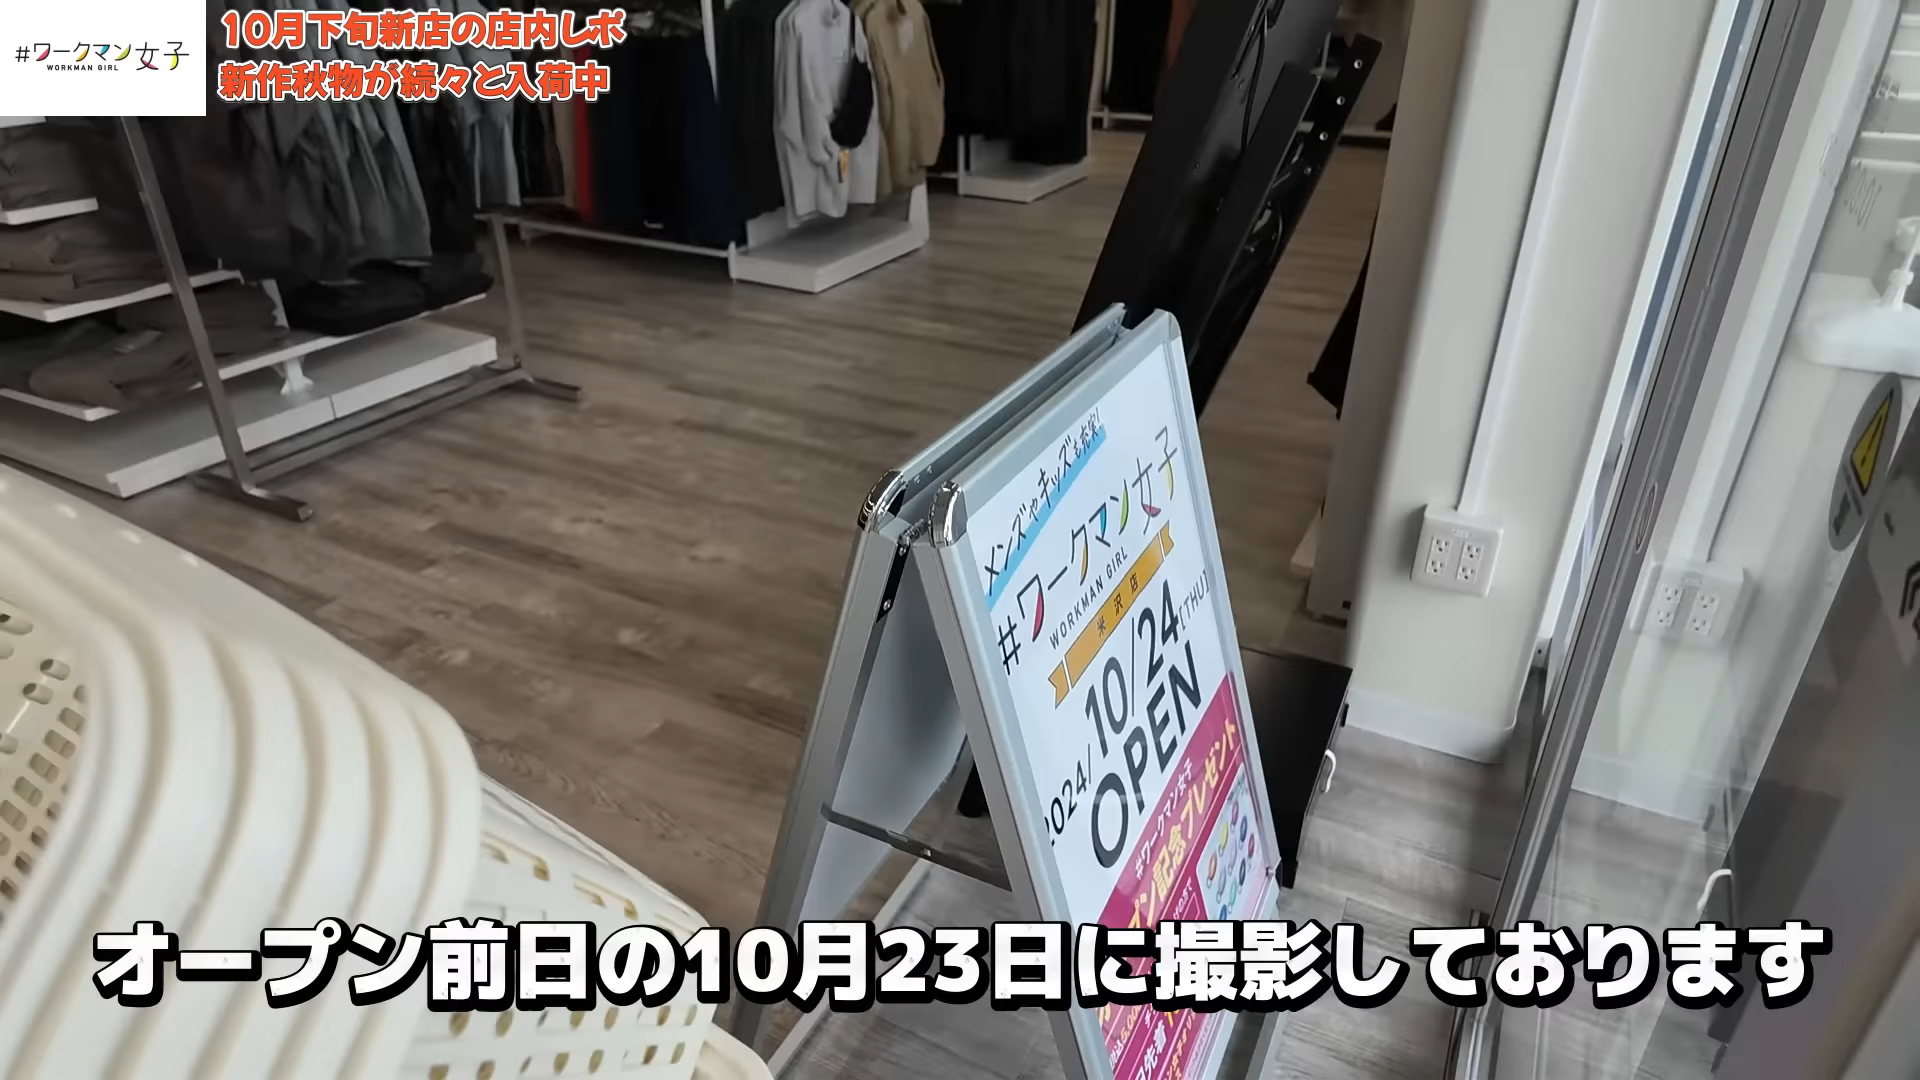 #ワークマン女子
WORKMAN GIRL
10月下旬新店の店内レポ
新作秋物が続々と入荷中
メンズやキッズも充実!
#ワークマン女子
WORKMAN GIRL
米沢店
2024/10/24[THU]
OPEN
#ワークマン女子
プン記念プレゼント
先着
オープン前日の10月23日に撮影しております